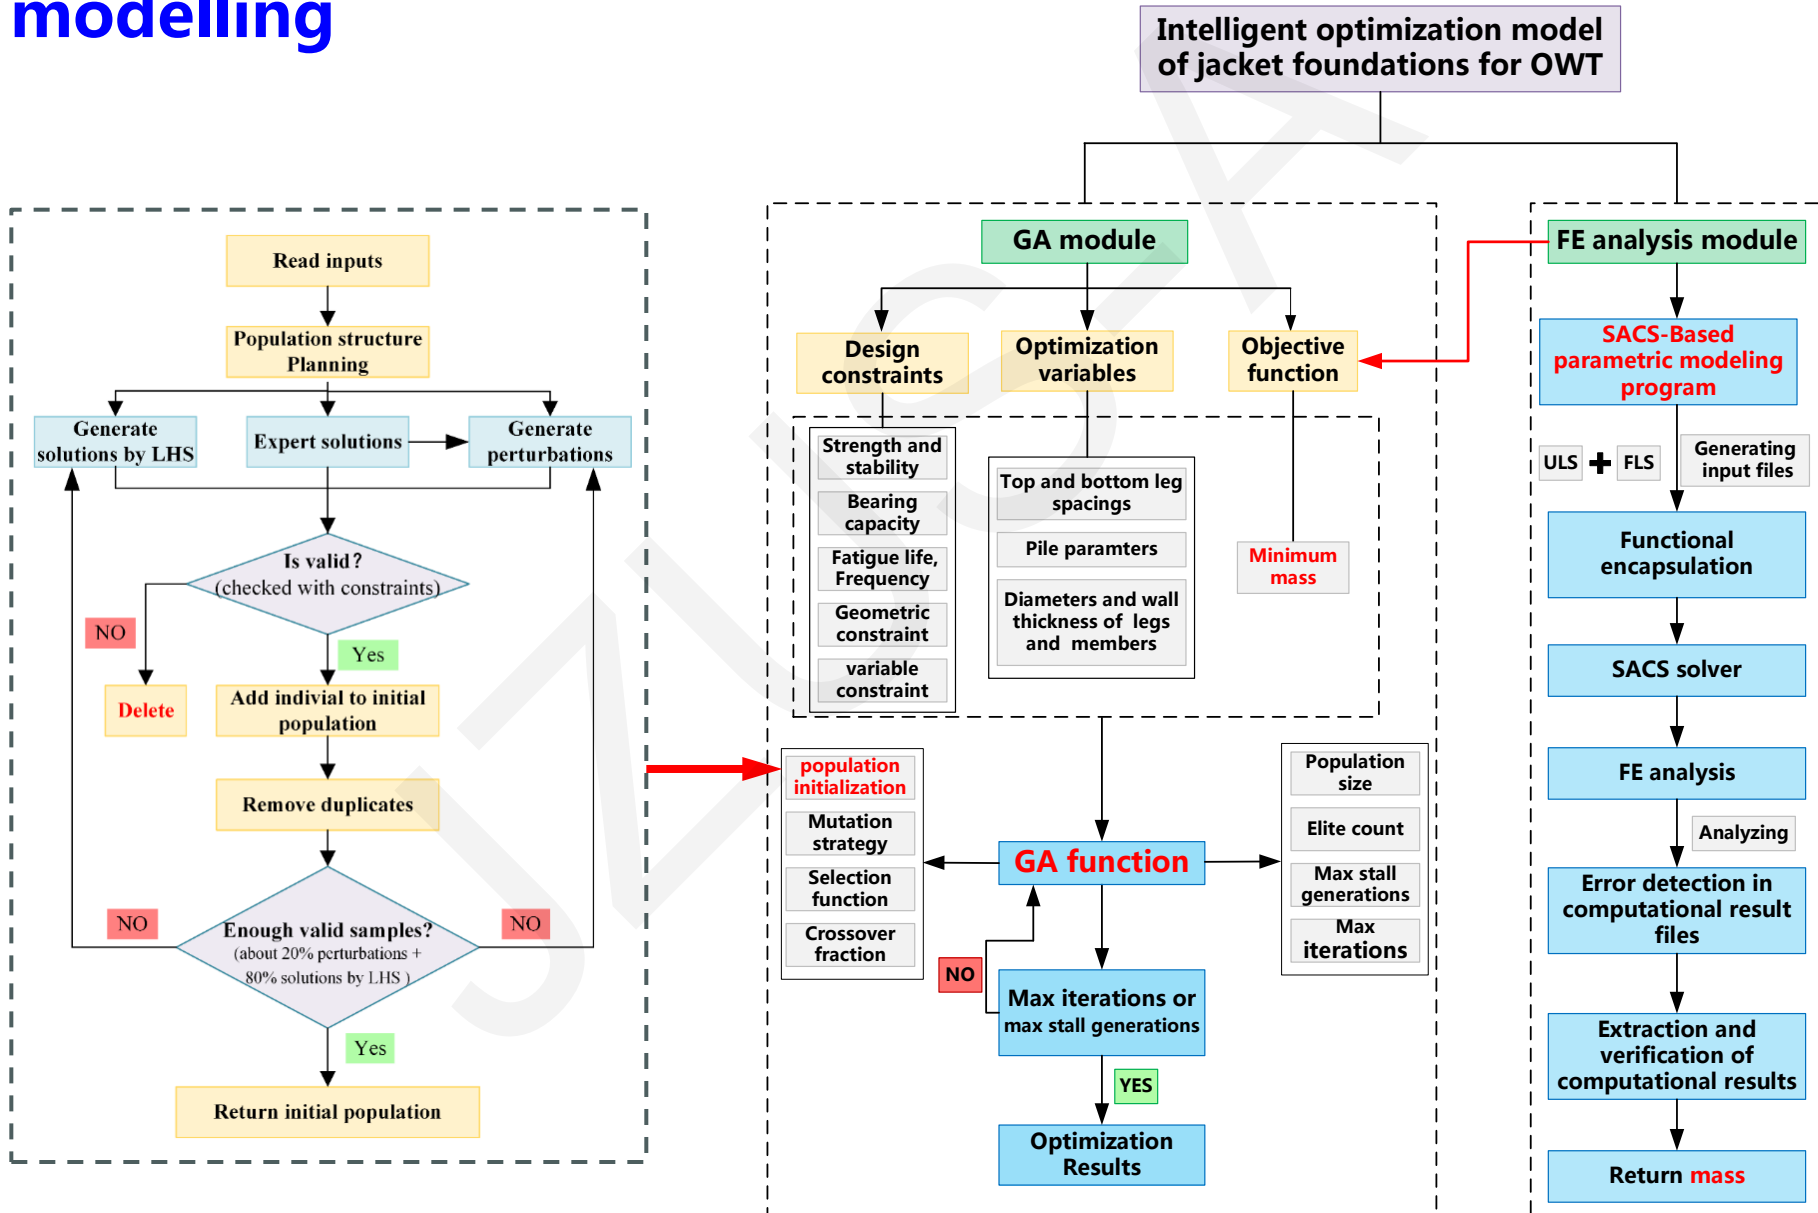 modelling
Intelligent optimization model
of jacket foundations for OWT
Read inputs
Population structure
Planning
Generate
solutions by LHS
Expert solutions
Generate
perturbations
Is valid?
(checked with constraints)
NO
Yes
Delete
Add indivial to initial
population
Remove duplicates
NO
Enough valid samples?
(about 20% perturbations +
80% solutions by LHS )
NO
Yes
Return initial population
GA module
Design
constraints
Optimization
variables
Objective
function
Strength and
stability
Bearing
capacity
Fatigue life,
Frequency
Geometric
constraint
variable
constraint
Top and bottom leg
spacings
Pile paramters
Diameters and wall
thickness of legs
and members
Minimum
mass
population
initialization
Mutation
strategy
Selection
function
Crossover
fraction
GA function
Population
size
Elite count
Max stall
generations
Max
iterations
NO
Max iterations or
max stall generations
YES
Optimization
Results
FE analysis module
SACS-Based
parametric modeling
program
ULS + FLS
Generating
input files
Functional
encapsulation
SACS solver
FE analysis
Analyzing
Error detection in
computational result
files
Extraction and
verification of
computational results
Return mass
JZUS-A